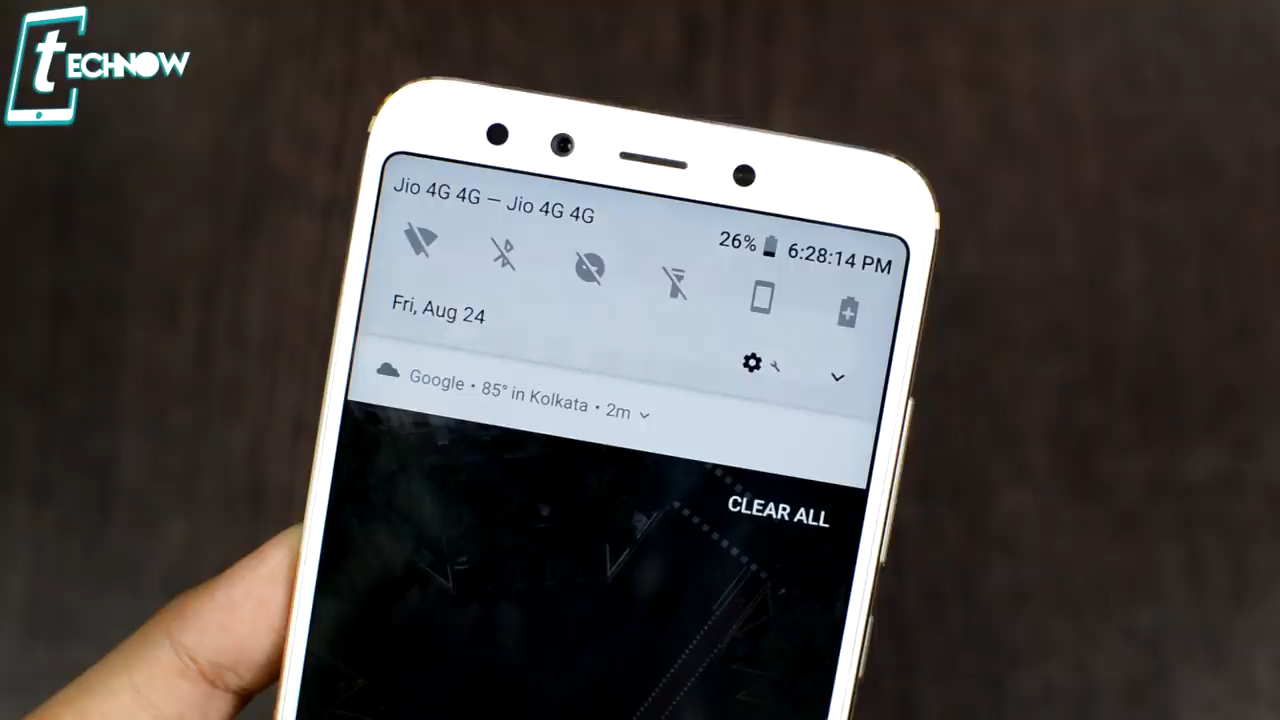 tECHNOW
Jio 4G 4G — Jio 4G 4G
26% 6:28:14 PM
Fri, Aug 24
Google • 85° in Kolkata • 2m
CLEAR ALL